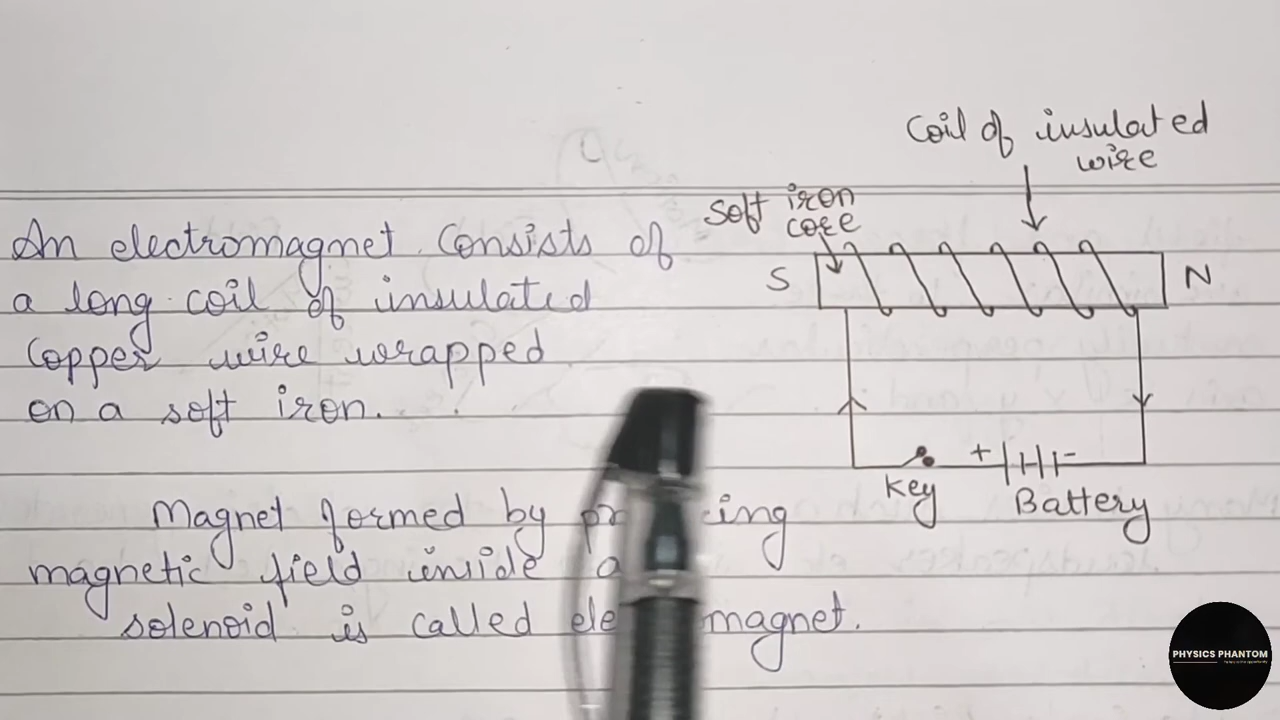 Coil of insulated
wire
Soft iron
core
An electromagnet consists of
a long coil of insulated
S N
Copper wire wrapped
on a soft iron.
+ -
Key
Battery
Magnet formed by cing
magnetic field inside a
solenoid is called magnet.
PHYSICS PHANTOM